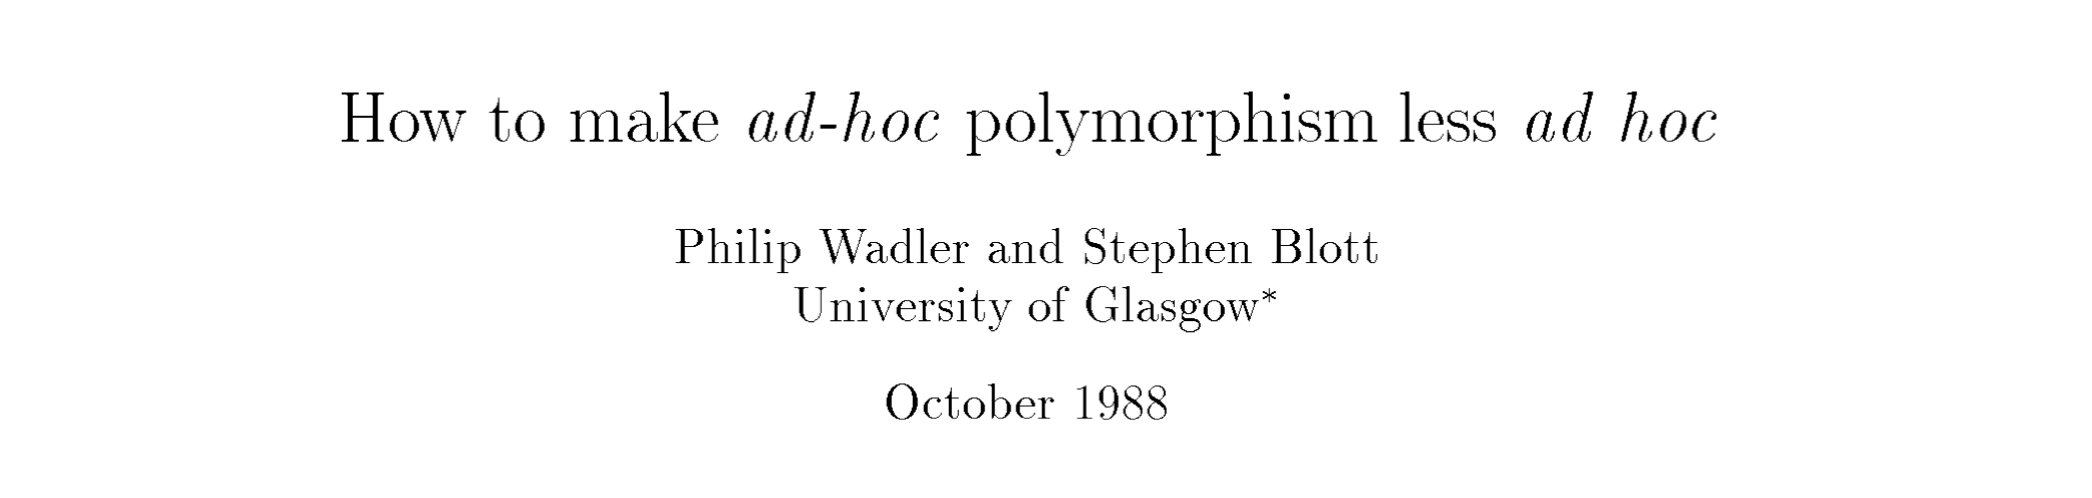 How to make ad-hoc polymorphism less ad hoc
Philip Wadler and Stephen Blott
University of Glasgow*
October 1988